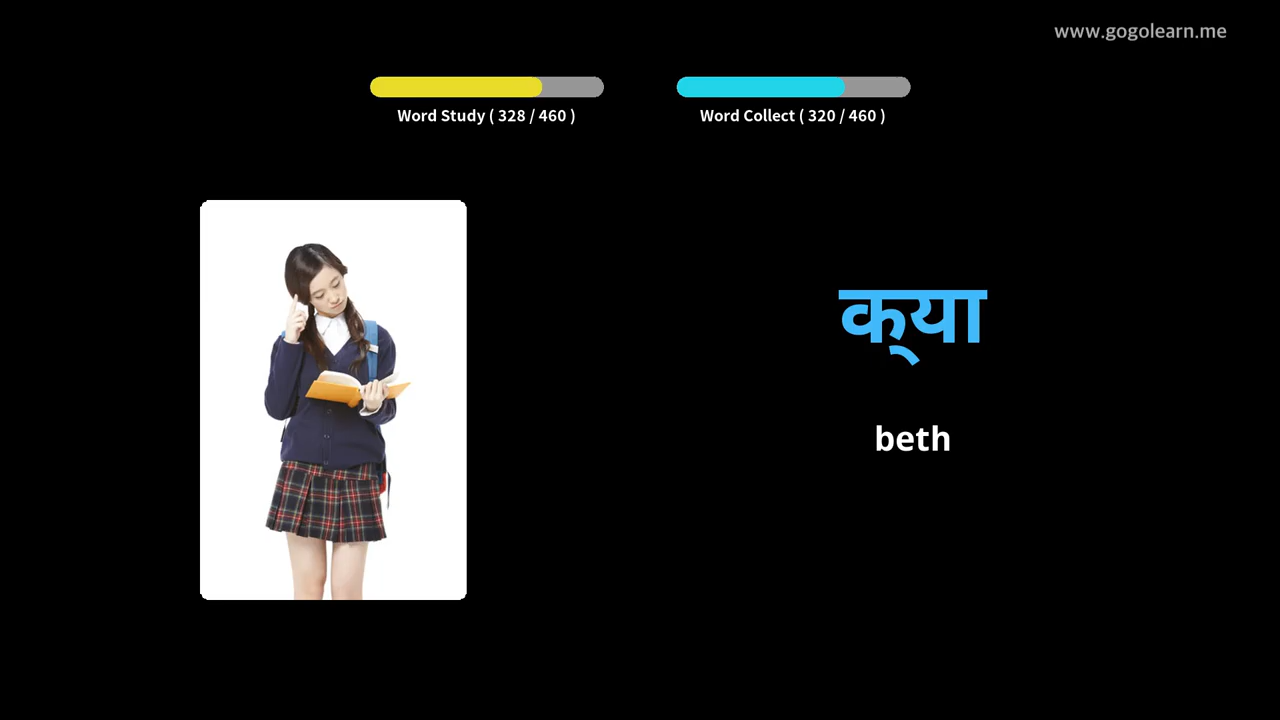 www.gogolearn.me
Word Study ( 328 / 460 )
Word Collect ( 320 / 460 )
क्‌या
beth